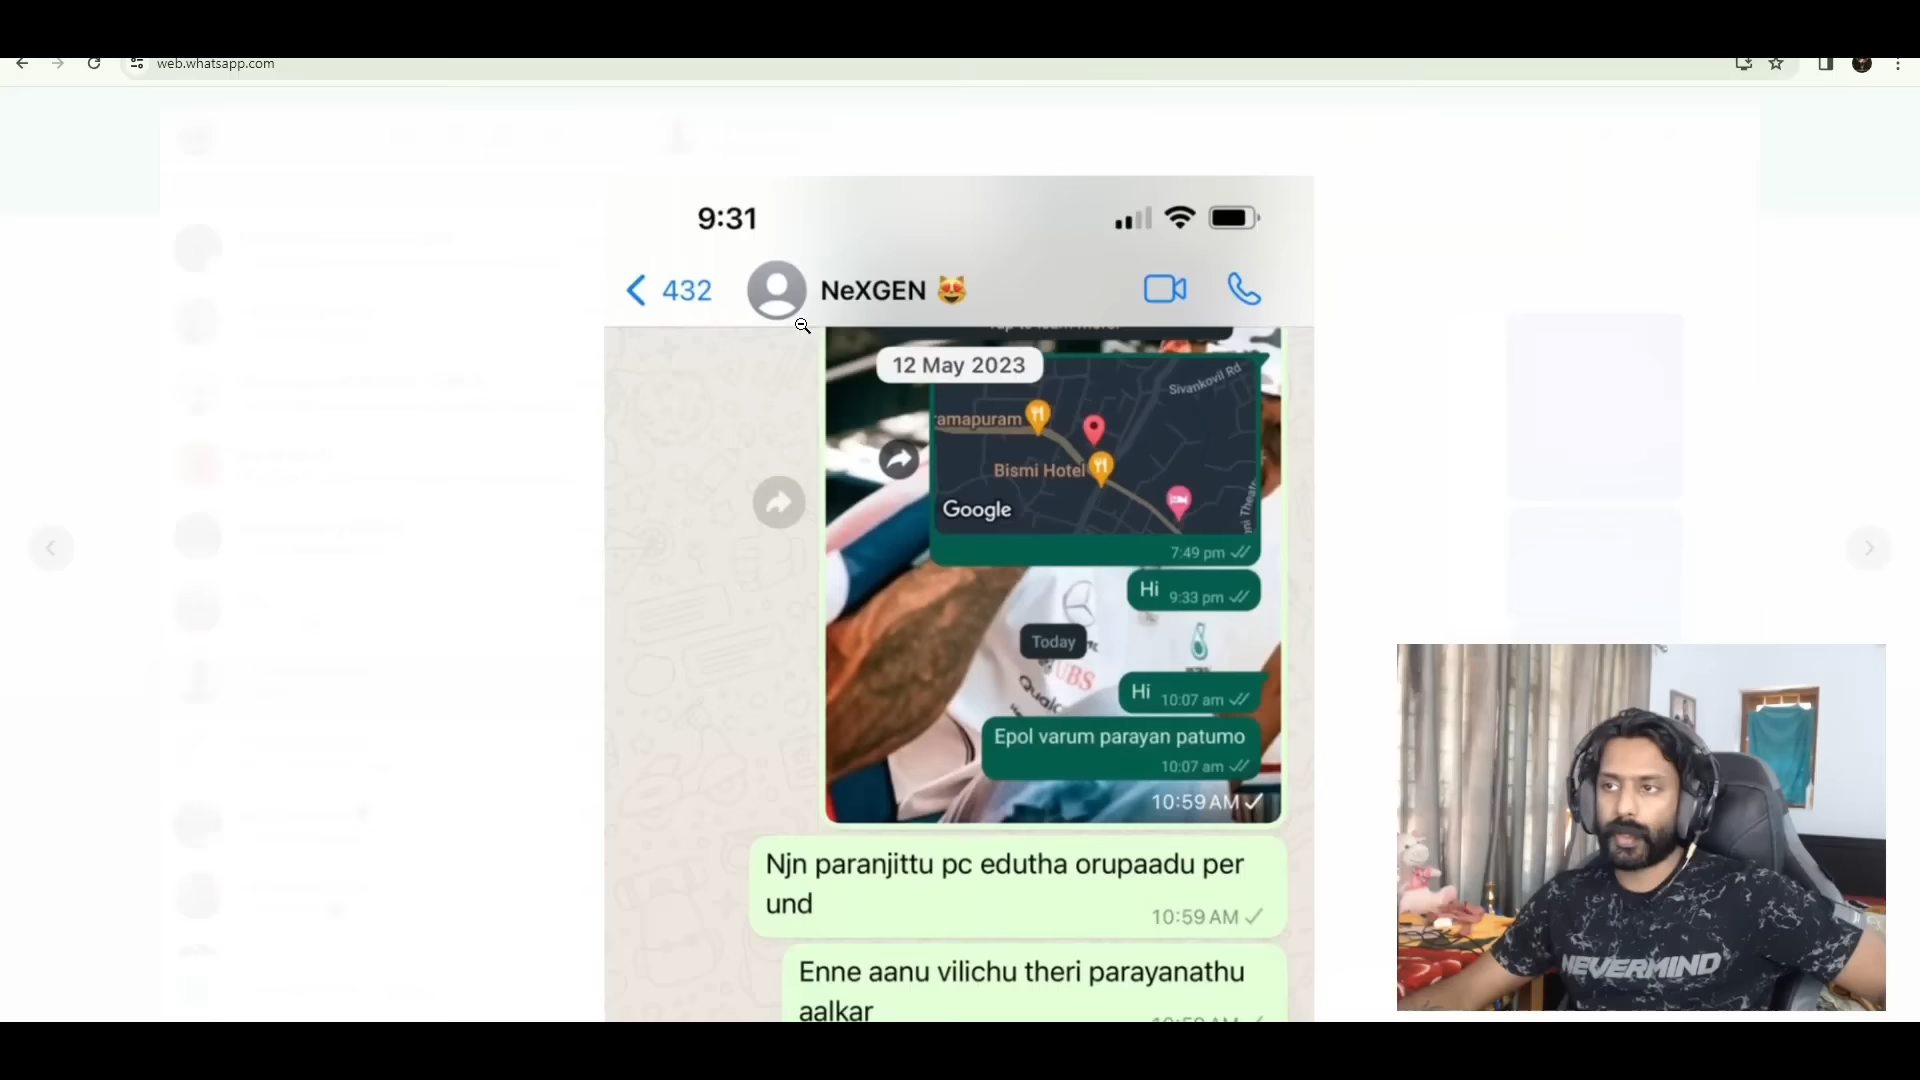 web.whatsapp.com
9:31
432
NeXGEN 😻
12 May 2023
Sivankovil Rd
ramapuram
Bismi Hotel
Google
7:49 pm
Hi
9:33 pm
Today
UBS
Hi
10:07 am
Epol varum parayan patumo
10:07 am
10:59 AM
Njn paranjittu pc edutha orupaadu per
und
10:59 AM
Enne aanu vilichu theri parayanathu
aalkar
NEVERMIND